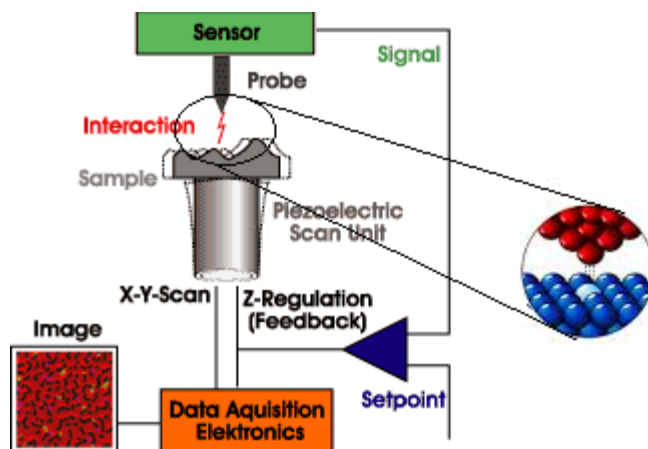 Sensor
Signal
Probe
Interaction
Sample
Piezoelectric
Scan Unit
X-Y-Scan
Z-Regulation
(Feedback)
Image
Setpoint
Data Aquisition
Elektronics